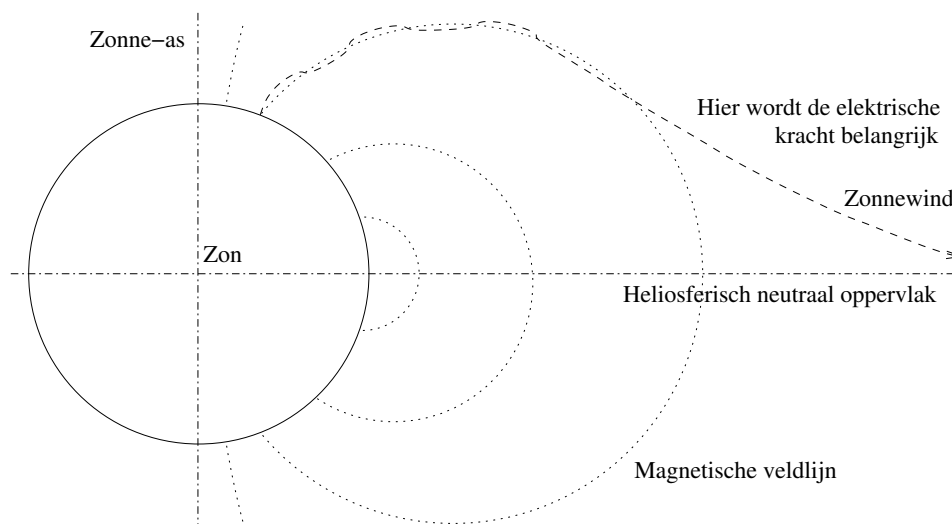 Zonne−as
Hier wordt de elektrische
kracht belangrijk
Zonnewind
Zon
Heliosferisch neutraal oppervlak
Magnetische veldlijn